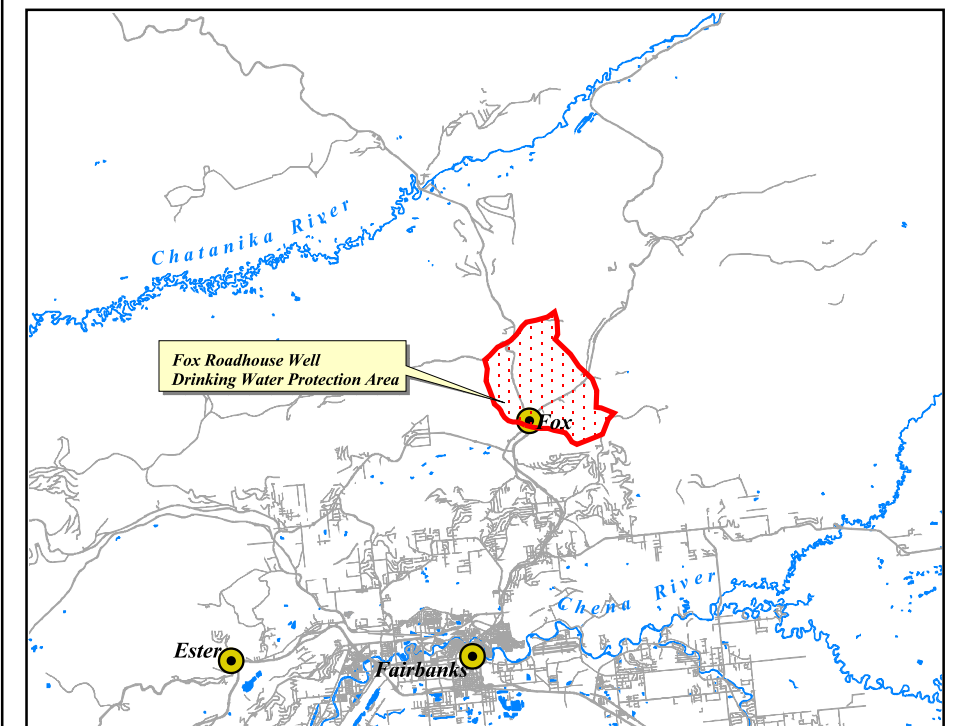 Chatanika River
Fox Roadhouse Well
Drinking Water Protection Area
Fox
Chena River
Ester
Fairbanks